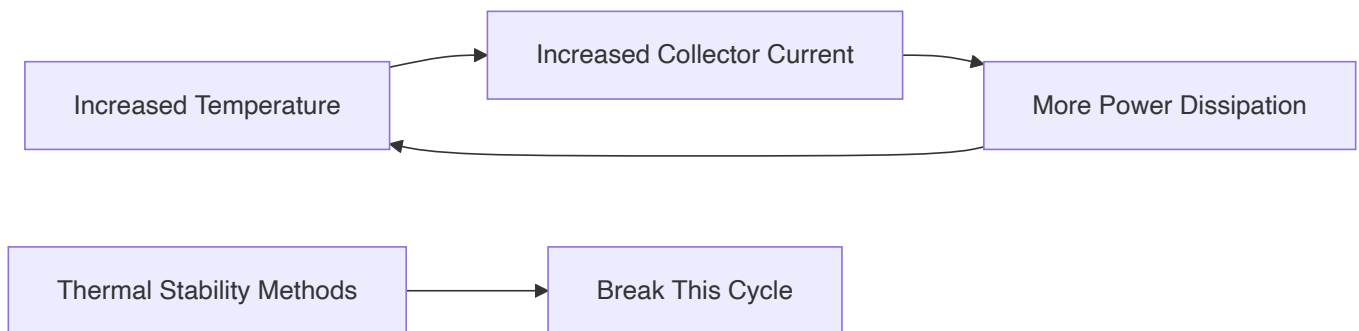 Increased Temperature
Increased Collector Current
More Power Dissipation
Thermal Stability Methods
Break This Cycle